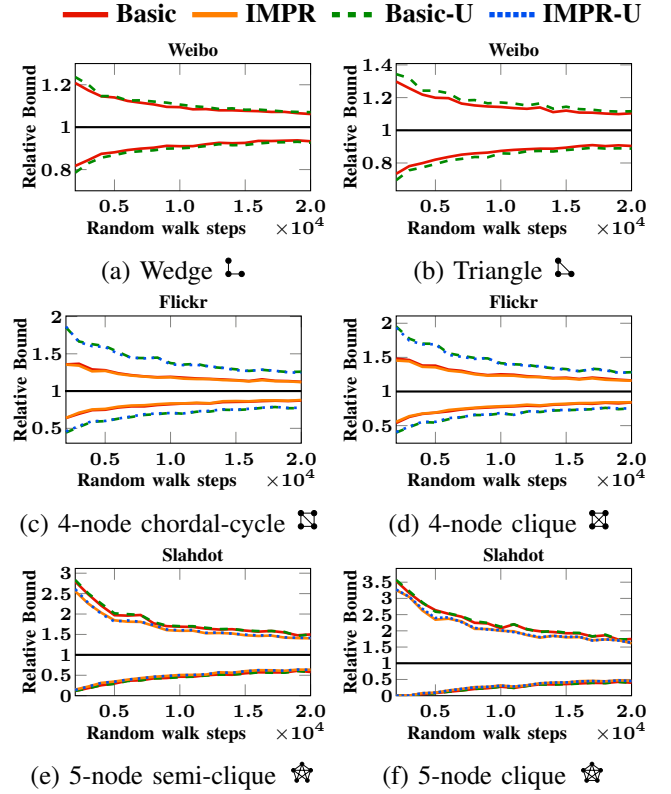 Basic IMPR Basic-U IMPR-U
Weibo Weibo
Relative Bound
1.2
1
0.8
0.5 1.0 1.5 2.0
Random walk steps ×10^4
Relative Bound
1.4
1.2
1
0.8
0.5 1.0 1.5 2.0
Random walk steps ×10^4
(a) Wedge (b) Triangle
Flickr Flickr
Relative Bound
2
1.5
1
0.5
0.5 1.0 1.5 2.0
Random walk steps ×10^4
Relative Bound
2
1.5
1
0.5
0.5 1.0 1.5 2.0
Random walk steps ×10^4
(c) 4-node chordal-cycle (d) 4-node clique
Slahdot Slahdot
Relative Bound
3
2.5
2
1.5
1
0.5
0
0.5 1.0 1.5 2.0
Random walk steps ×10^4
Relative Bound
3.5
3
2.5
2
1.5
1
0.5
0
0.5 1.0 1.5 2.0
Random walk steps ×10^4
(e) 5-node semi-clique (f) 5-node clique